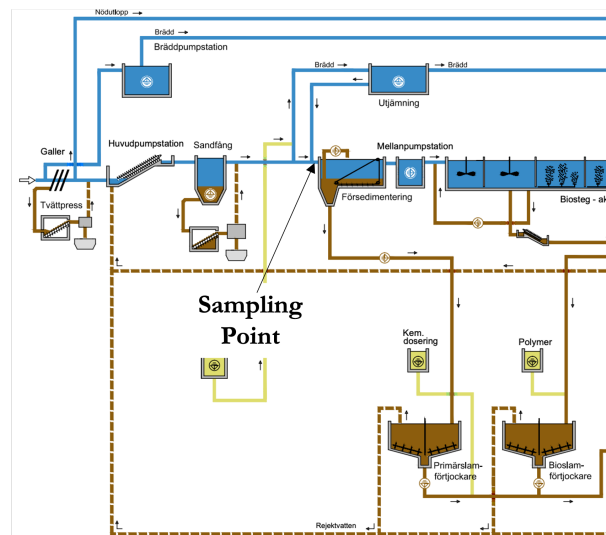 Nödutlopp
Brädd
Bräddpumpstation
Brädd
Brädd
Utjämning
Galler
Huvudpumpstation
Sandfång
Mellanpumpstation
Tvättpress
Försedimentering
Biosteg - ak
Sampling
Point
Kem.
dosering
Polymer
Primärslam-
förtjockare
Bioslam-
förtjockare
Rejektvatten